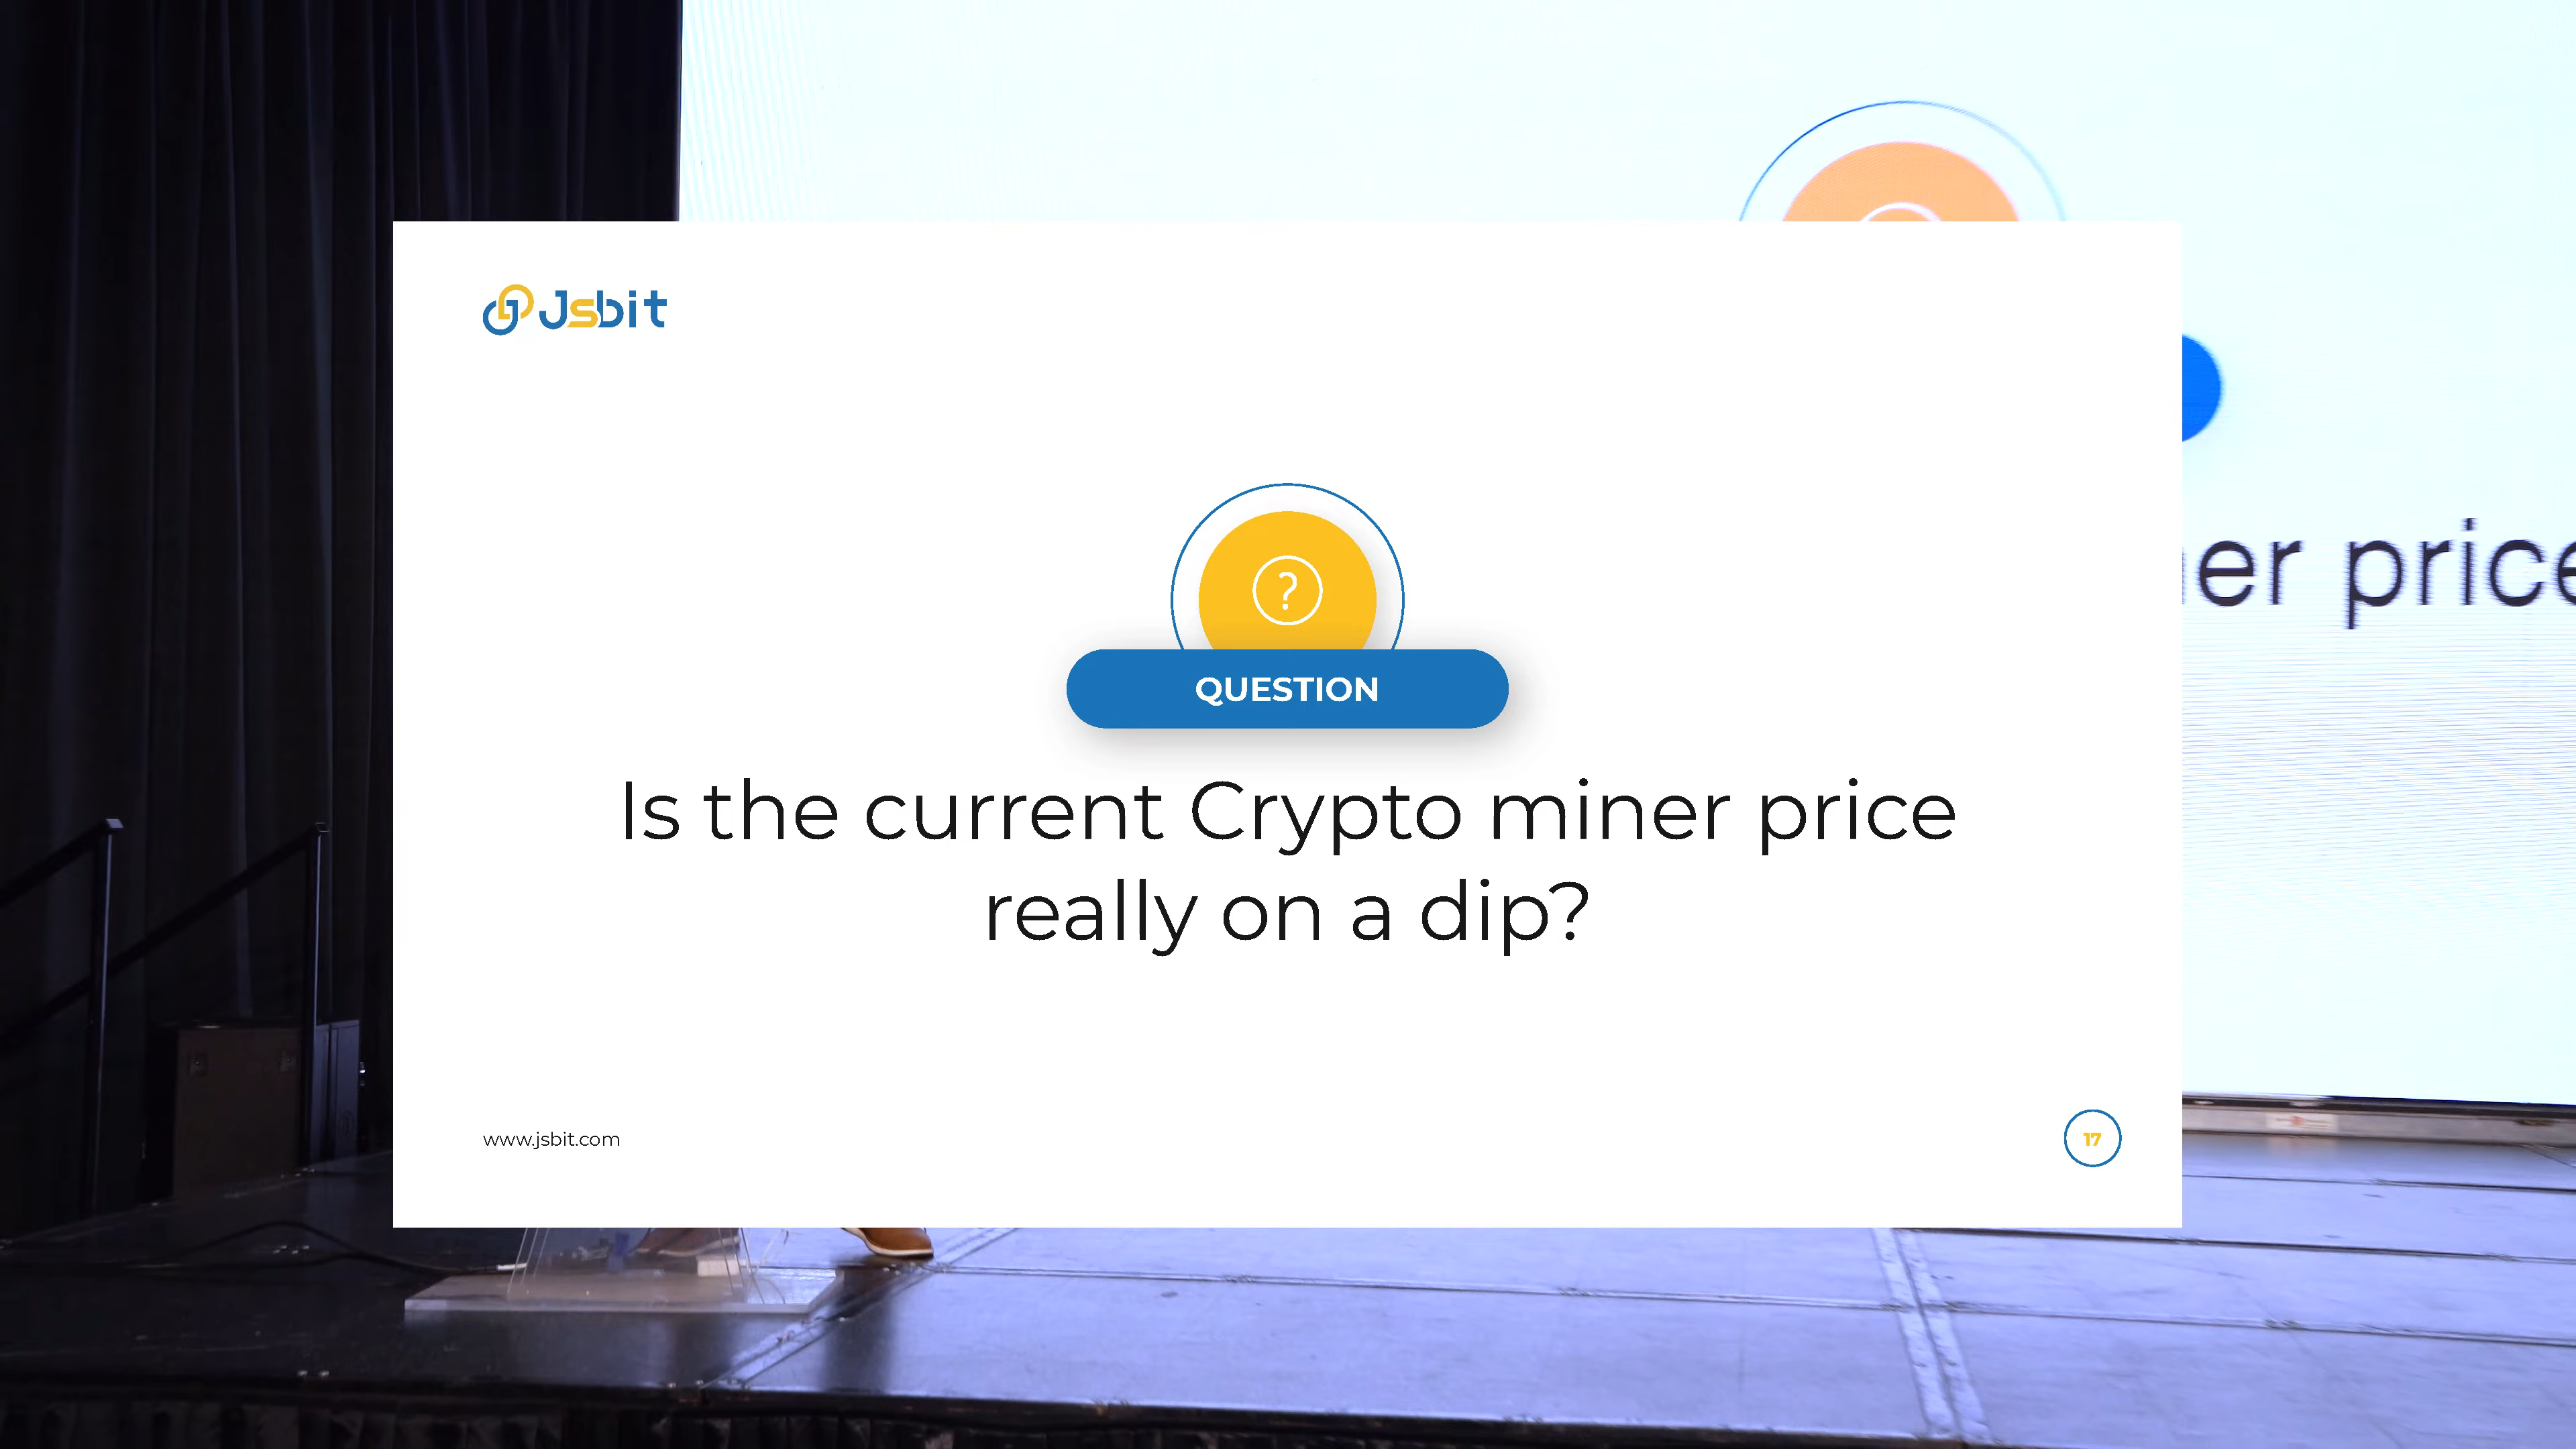 Jsbit
?
QUESTION
Is the current Crypto miner price
really on a dip?
www.jsbit.com
17
er price